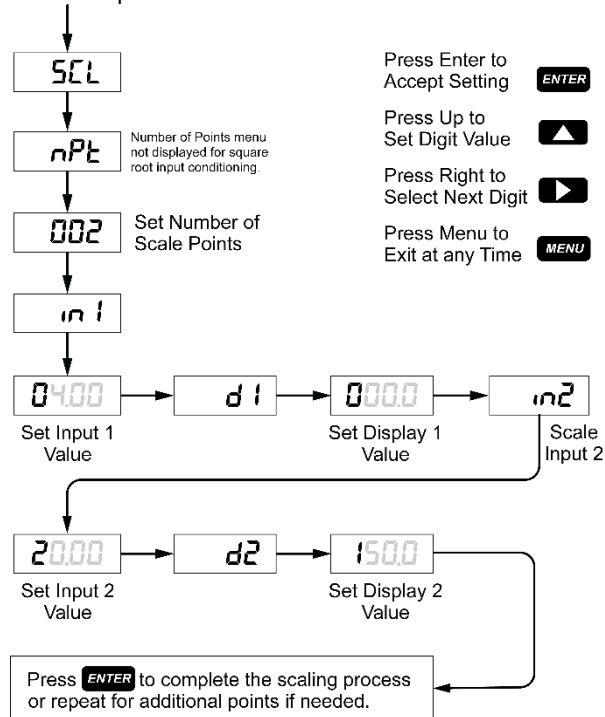 SCL
Press Enter to
Accept Setting
ENTER
Press Up to
Set Digit Value
Press Right to
Select Next Digit
Press Menu to
Exit at any Time
MENU
nPt
Number of Points menu
not displayed for square
root input conditioning.
002
Set Number of
Scale Points
in1
04.00
Set Input 1
Value
d1
000.0
Set Display 1
Value
in2
Scale
Input 2
20.00
Set Input 2
Value
d2
150.0
Set Display 2
Value
Press ENTER to complete the scaling process
or repeat for additional points if needed.